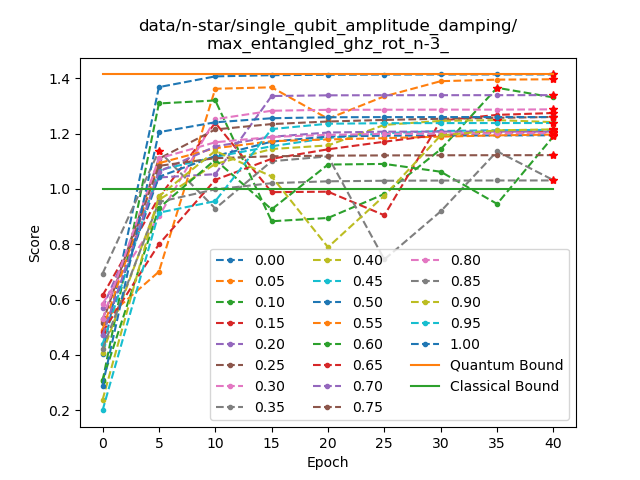 data/n-star/single_qubit_amplitude_damping/
max_entangled_ghz_rot_n-3_
Score
1.4
1.2
1.0
0.8
0.6
0.4
0.2
0.00 0.40 0.80
0.05 0.45 0.85
0.10 0.50 0.90
0.15 0.55 0.95
0.20 0.60 1.00
0.25 0.65 Quantum Bound
0.30 0.70 Classical Bound
0.35 0.75
0 5 10 15 20 25 30 35 40
Epoch